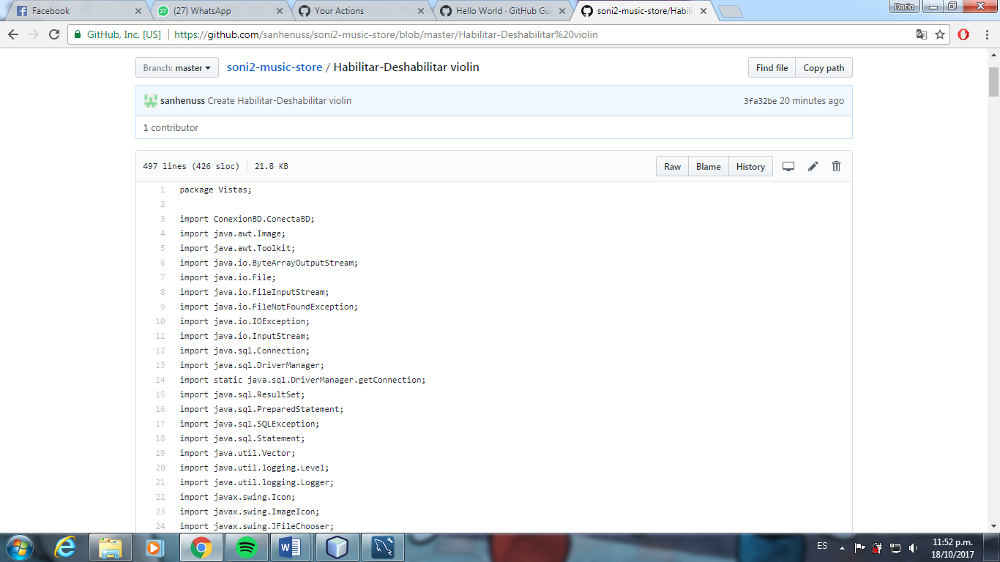 Facebook
27 (27) WhatsApp
Your Actions
Hello World - GitHub Gui
soni2-music-store/Habili
Dario
GitHub, Inc. [US]
https://github.com/sanhenuss/soni2-music-store/blob/master/Habilitar-Deshabilitar%20violin
Branch: master
soni2-music-store / Habilitar-Deshabilitar violin
Find file
Copy path
sanhenuss Create Habilitar-Deshabilitar violin
3fa32be 20 minutes ago
1 contributor
497 lines (426 sloc)
21.8 KB
Raw
Blame
History
1 package Vistas;
2
3 import ConexionBD.ConectaBD;
4 import java.awt.Image;
5 import java.awt.Toolkit;
6 import java.io.ByteArrayOutputStream;
7 import java.io.File;
8 import java.io.FileInputStream;
9 import java.io.FileNotFoundException;
10 import java.io.IOException;
11 import java.io.InputStream;
12 import java.sql.Connection;
13 import java.sql.DriverManager;
14 import static java.sql.DriverManager.getConnection;
15 import java.sql.ResultSet;
16 import java.sql.PreparedStatement;
17 import java.sql.SQLException;
18 import java.sql.Statement;
19 import java.util.Vector;
20 import java.util.logging.Level;
21 import java.util.logging.Logger;
22 import javax.swing.Icon;
23 import javax.swing.ImageIcon;
24 import javax.swing.JFileChooser;
ES
11:52 p.m.
18/10/2017